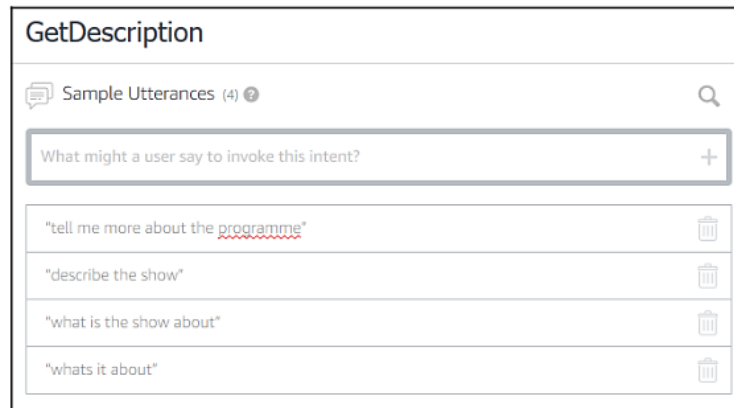 GetDescription
Sample Utterances (4) ?
What might a user say to invoke this intent? +
"tell me more about the programme"
"describe the show"
"what is the show about"
"whats it about"